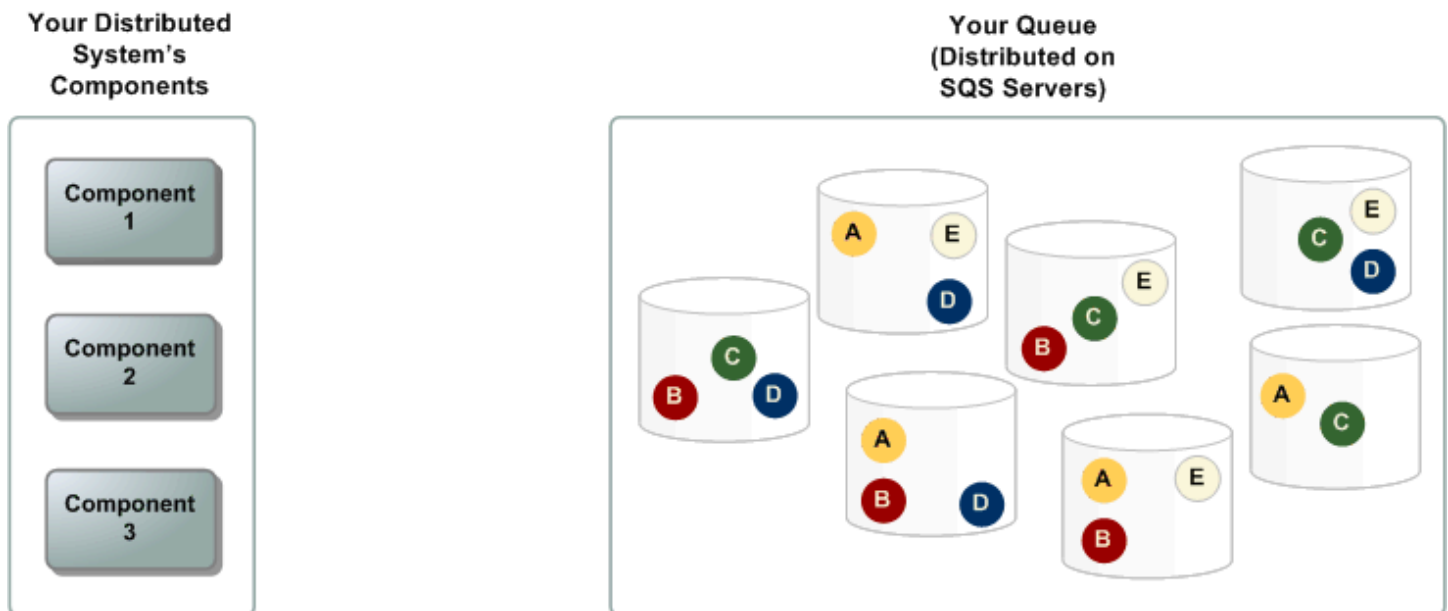 Your Distributed
System's
Components
Component
1
Component
2
Component
3
Your Queue
(Distributed on
SQS Servers)
B
C
D
A
E
D
B
C
E
C
E
D
A
B
D
A
E
B
A
C